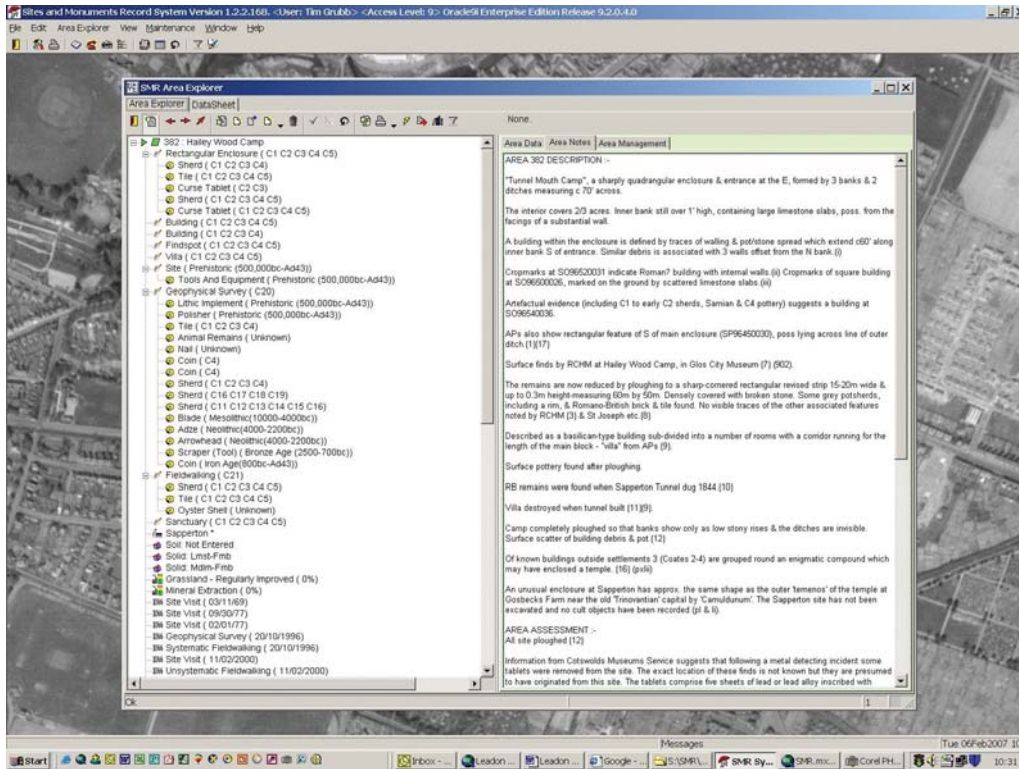 Sites and Monuments Record System Version 1.2.2.168. <User: Tim Grubb> <Access Level: 9> Oracle9i Enterprise Edition Release 9.2.0.4.0
File Edit Area Explorer View Maintenance Window Help
SMR Area Explorer
Area Explorer DataSheet
None.
382 : Hailey Wood Camp
Rectangular Enclosure ( C1 C2 C3 C4 C5)
Sherd ( C1 C2 C3 C4)
Tile ( C1 C2 C3 C4 C5)
Curse Tablet ( C2 C3)
Sherd ( C1 C2 C3 C4 C5)
Curse Tablet ( C1 C2 C3 C4 C5)
Building ( C1 C2 C3 C4 C5)
Building ( C1 C2 C3 C4)
Findspot ( C1 C2 C3 C4 C5)
Villa ( C1 C2 C3 C4 C5)
Site ( Prehistoric (500,000bc-Ad43))
Tools And Equipment ( Prehistoric (500,000bc-Ad43))
Geophysical Survey ( C20)
Lithic Implement ( Prehistoric (500,000bc-Ad43))
Polisher ( Prehistoric (500,000bc-Ad43))
Tile ( C1 C2 C3 C4)
Animal Remains ( Unknown)
Nail ( Unknown)
Coin ( C4)
Coin ( C4)
Sherd ( C1 C2 C3 C4)
Sherd ( C16 C17 C18 C19)
Sherd ( C11 C12 C13 C14 C15 C16)
Blade ( Mesolithic(10000-4000bc))
Adze ( Neolithic(4000-2200bc))
Arrowhead ( Neolithic(4000-2200bc))
Scraper (Tool) ( Bronze Age (2500-700bc))
Coin ( Iron Age(800bc-Ad43))
Fieldwalking ( C21)
Sherd ( C1 C2 C3 C4 C5)
Tile ( C1 C2 C3 C4 C5)
Oyster Shell ( Unknown)
Sanctuary ( C1 C2 C3 C4 C5)
Sapperton *
Soil: Not Entered
Solid: Lmst-Fmb
Solid: Mdlm-Fmb
Grassland - Regularly Improved ( 0%)
Mineral Extraction ( 0%)
Site Visit ( 03/11/69)
Site Visit ( 09/30/77)
Site Visit ( 02/01/77)
Geophysical Survey ( 20/10/1996)
Systematic Fieldwalking ( 20/10/1996)
Site Visit ( 11/02/2000)
Unsystematic Fieldwalking ( 11/02/2000)
Area Data Area Notes Area Management
AREA 382 DESCRIPTION :-
"Tunnel Mouth Camp", a sharply quadrangular enclosure & entrance at the E, formed by 3 banks & 2
ditches measuring c 70' across.
The interior covers 2/3 acres. Inner bank still over 1' high, containing large limestone slabs, poss. from the
facings of a substantial wall.
A building within the enclosure is defined by traces of walling & pot/stone spread which extend c60' along
inner bank S of entrance. Similar debris is associated with 3 walls offset from the N bank.(i)
Cropmarks at SO96520031 indicate Roman? building with internal walls.(ii) Cropmarks of square building
at SO96500026, marked on the ground by scattered limestone slabs.(iii)
Artefactual evidence (including C1 to early C2 sherds, Samian & C4 pottery) suggests a building at
SO96540036.
APs also show rectangular feature of S of main enclosure (SP96450030), poss lying across line of outer
ditch.{1}{17}
Surface finds by RCHM at Hailey Wood Camp, in Glos City Museum {7} (902).
The remains are now reduced by ploughing to a sharp-cornered rectangular revised strip 15-20m wide &
up to 0.3m height-measuring 60m by 50m. Densely covered with broken stone. Some grey potsherds,
including a rim, & Romano-British brick & tile found. No visible traces of the other associated features
noted by RCHM {3} & St Joseph etc.{8}
Described as a basilican-type building sub-divided into a number of rooms with a corridor running for the
length of the main block - "villa" from APs {9}.
Surface pottery found after ploughing.
RB remains were found when Sapperton Tunnel dug 1844 {10}
Villa destroyed when tunnel built {11}{9}.
Camp completely ploughed so that banks show only as low stony rises & the ditches are invisible.
Surface scatter of building debris & pot.{12}
Of known buildings outside settlements 3 (Coates 2-4) are grouped round an enigmatic compound which
may have enclosed a temple. {16} (pxlii)
An unusual enclosure at Sapperton has approx. the same shape as the outer 'temenos' of the temple at
Gosbecks Farm near the old 'Trinovantian' capital by 'Camuldunum'. The Sapperton site has not been
excavated and no cult objects have been recorded (pl & li).
AREA ASSESSMENT :-
All site ploughed {12}
Information from Cotswolds Museums Service suggests that following a metal detecting incident some
tablets were removed from the site. The exact location of these finds is not known but they are presumed
to have originated from this site. The tablets comprise five sheets of lead or lead alloy inscribed with
Ok 1
Messages Tue 06Feb2007 10
Start Inbox - ... Leadon ... Leadon ... Google - ... S:\SMR\... SMR Sy... SMR.mx... Corel PH... 10:31